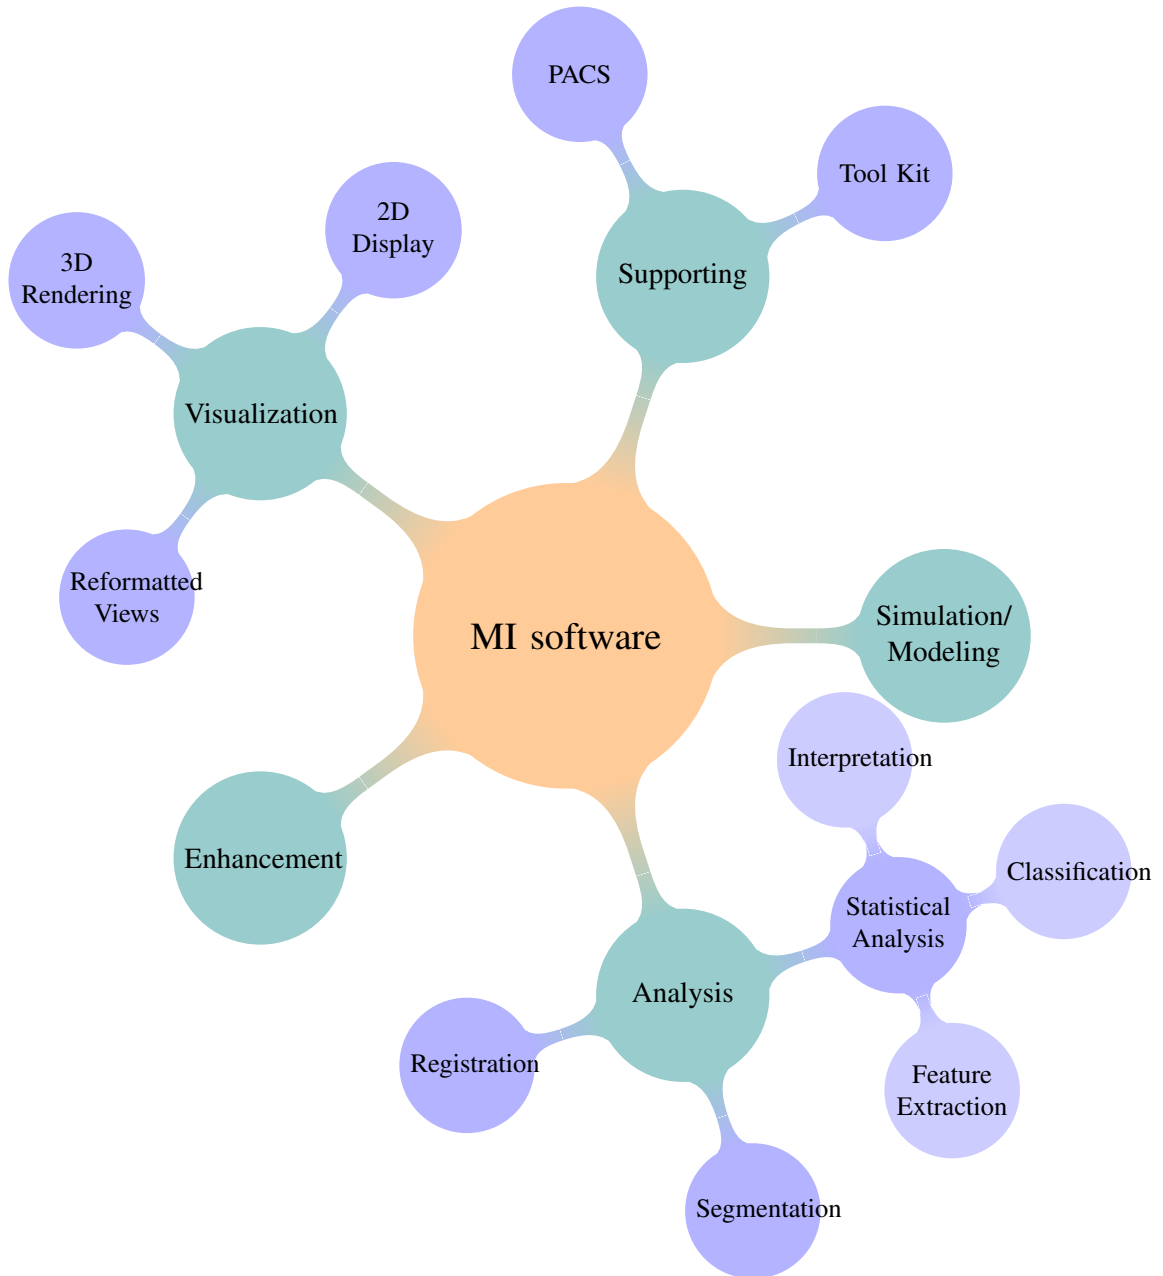 PACS
Tool Kit
2D
Display
3D
Rendering
Supporting
Visualization
Reformatted
Views
MI software
Simulation/
Modeling
Interpretation
Enhancement
Classification
Statistical
Analysis
Analysis
Registration
Feature
Extraction
Segmentation